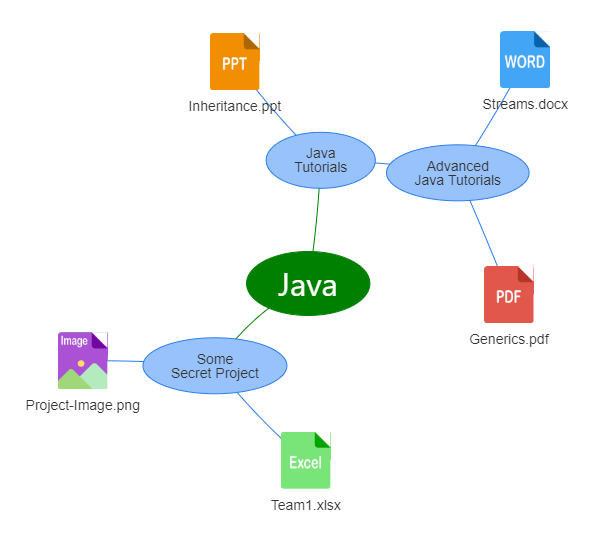 PPT
Inheritance.ppt
WORD
Streams.docx
Java
Tutorials
Advanced
Java Tutorials
Java
PDF
Generics.pdf
Image
Project-Image.png
Some
Secret Project
Excel
Team1.xlsx